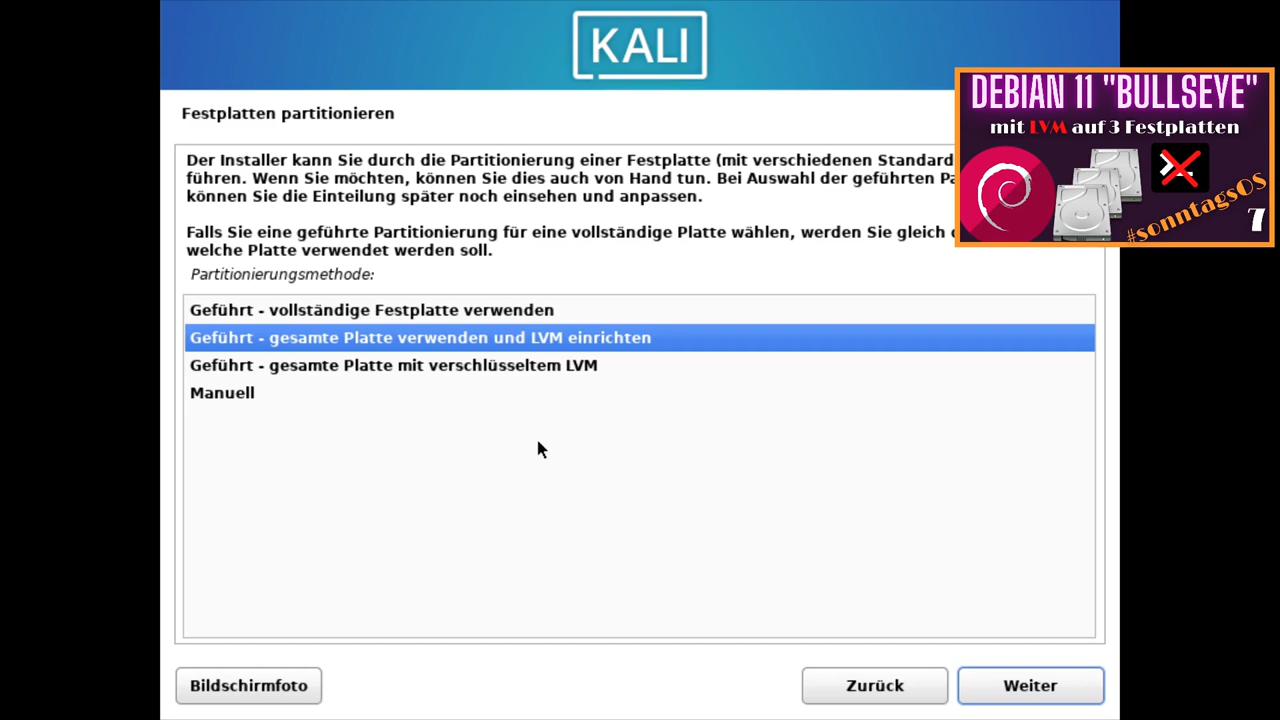 KALI
DEBIAN 11 "BULLSEYE"
mit LVM auf 3 Festplatten
#sonntagsOs
7
Festplatten partitionieren
Der Installer kann Sie durch die Partitionierung einer Festplatte (mit verschiedenen Standard
führen. Wenn Sie möchten, können Sie dies auch von Hand tun. Bei Auswahl der geführten
können Sie die Einteilung später noch einsehen und anpassen.
Falls Sie eine geführte Partitionierung für eine vollständige Platte wählen, werden Sie gleich
welche Platte verwendet werden soll.
Partitionierungsmethode:
Geführt - vollständige Festplatte verwenden
Geführt - gesamte Platte verwenden und LVM einrichten
Geführt - gesamte Platte mit verschlüsseltem LVM
Manuell
Bildschirmfoto
Zurück
Weiter